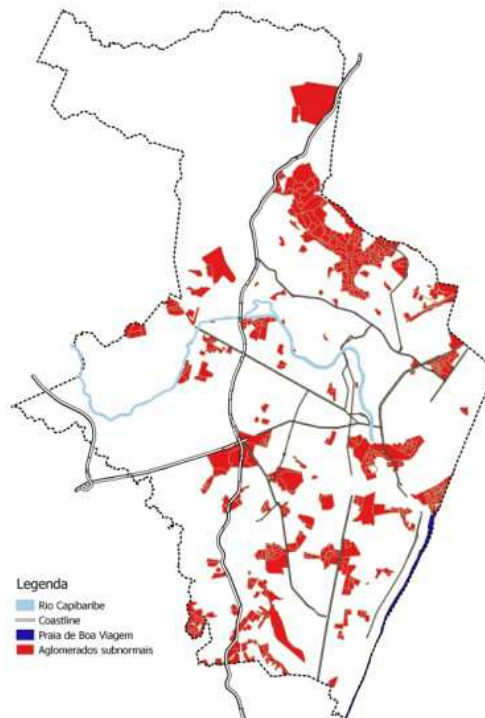 Legenda
Rio Capibaribe
Coastline
Praia de Boa Viagem
Aglomerados subnormais